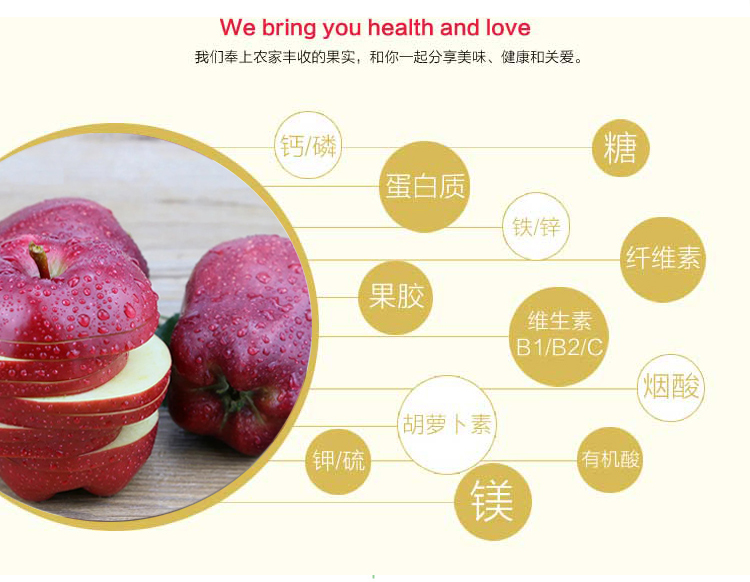 We bring you health and love
我们奉上农家丰收的果实，和你一起分享美味、健康和关爱。
钙/磷
糖
蛋白质
铁/锌
纤维素
果胶
维生素
B1/B2/C
烟酸
胡萝卜素
钾/硫
有机酸
镁